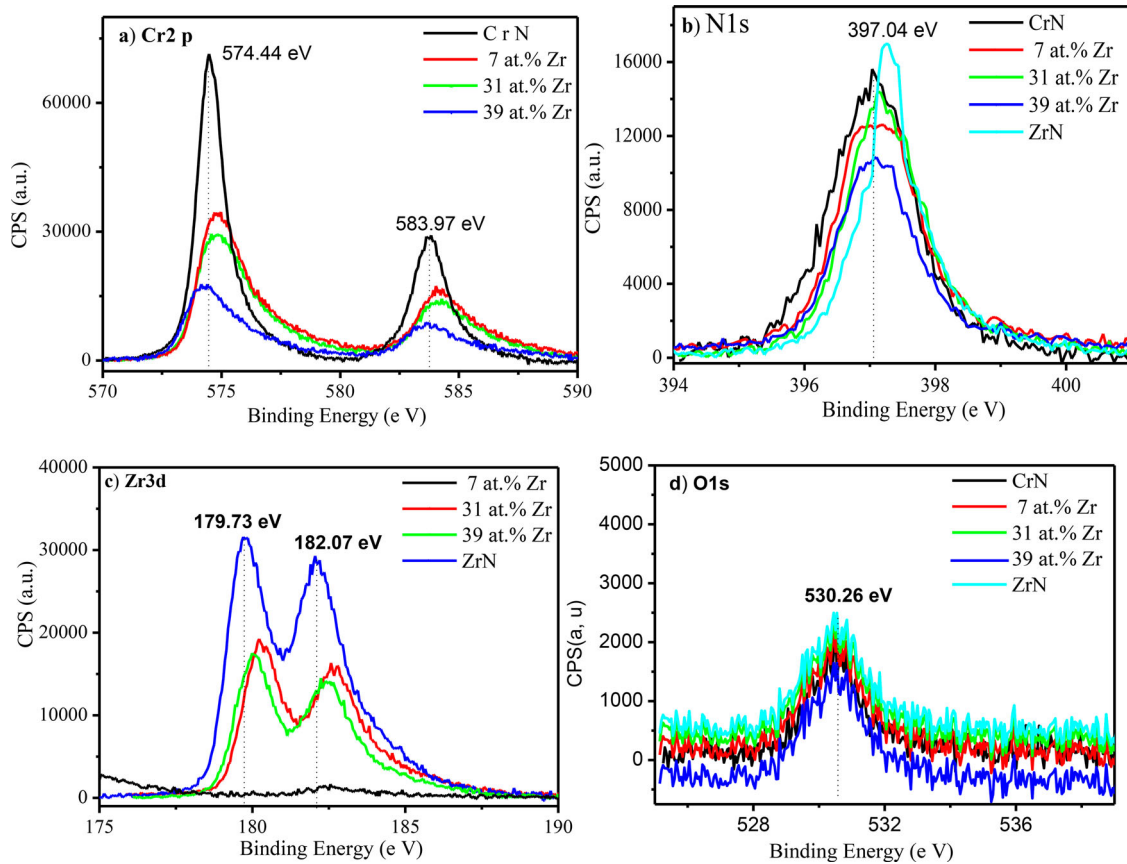 a) Cr2 p
574.44 eV
583.97 eV
C r N
7 at.% Zr
31 at.% Zr
39 at.% Zr
CPS (a.u.)
60000
30000
0
570 575 580 585 590
Binding Energy (e V)
b) N1s
397.04 eV
CrN
7 at.% Zr
31 at.% Zr
39 at.% Zr
ZrN
CPS (a.u.)
16000
12000
8000
4000
0
394 396 398 400
Binding Energy (e V)
c) Zr3d
179.73 eV
182.07 eV
7 at.% Zr
31 at.% Zr
39 at.% Zr
ZrN
CPS (a.u.)
40000
30000
20000
10000
0
175 180 185 190
Binding Energy (e V)
d) O1s
530.26 eV
CrN
7 at.% Zr
31 at.% Zr
39 at.% Zr
ZrN
CPS(a, u)
5000
4000
3000
2000
1000
0
528 532 536
Binding Energy (e V)